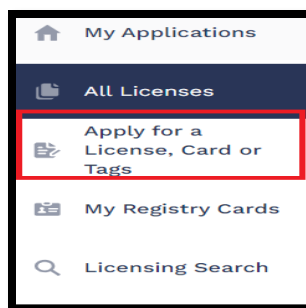 My Applications
All Licenses
Apply for a
License, Card or
Tags
My Registry Cards
Licensing Search